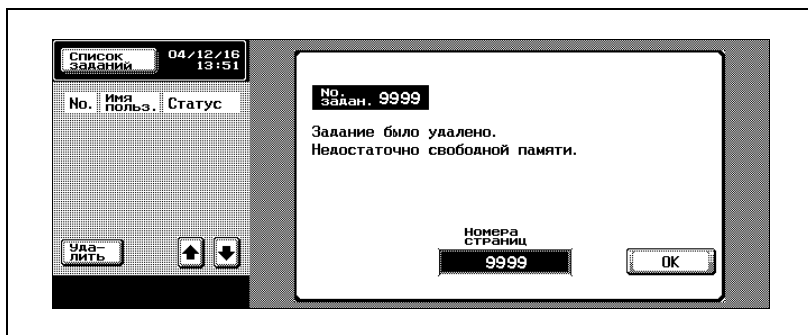 Список заданий
04/12/16
13:51
No. Имя польз. Статус
No. задан. 9999
Задание было удалено.
Недостаточно свободной памяти.
Номера страниц
9999
Уда-
лить
OK